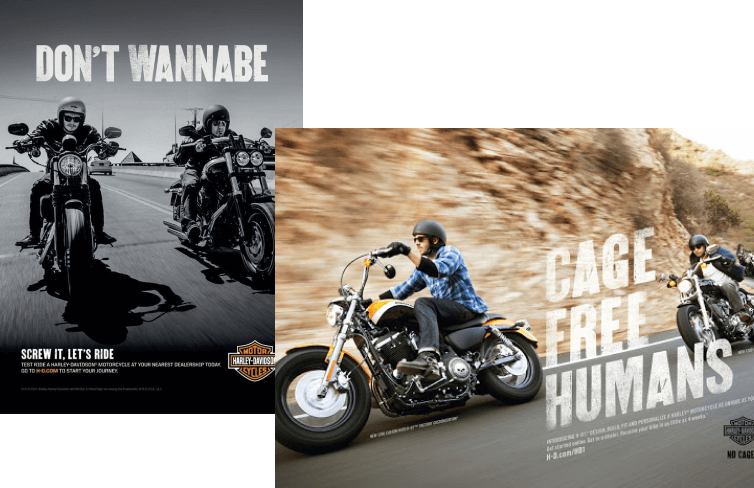 DON'T WANNABE
SCREW IT, LET'S RIDE
TEST RIDE A HARLEY-DAVIDSON® MOTORCYCLE AT YOUR NEAREST DEALERSHIP TODAY.
GO TO H-D.COM TO START YOUR JOURNEY.
MOTOR
HARLEY-DAVIDSON
CYCLES
CAGE
FREE
HUMANS
H-D.com/HD1
NO CAGE